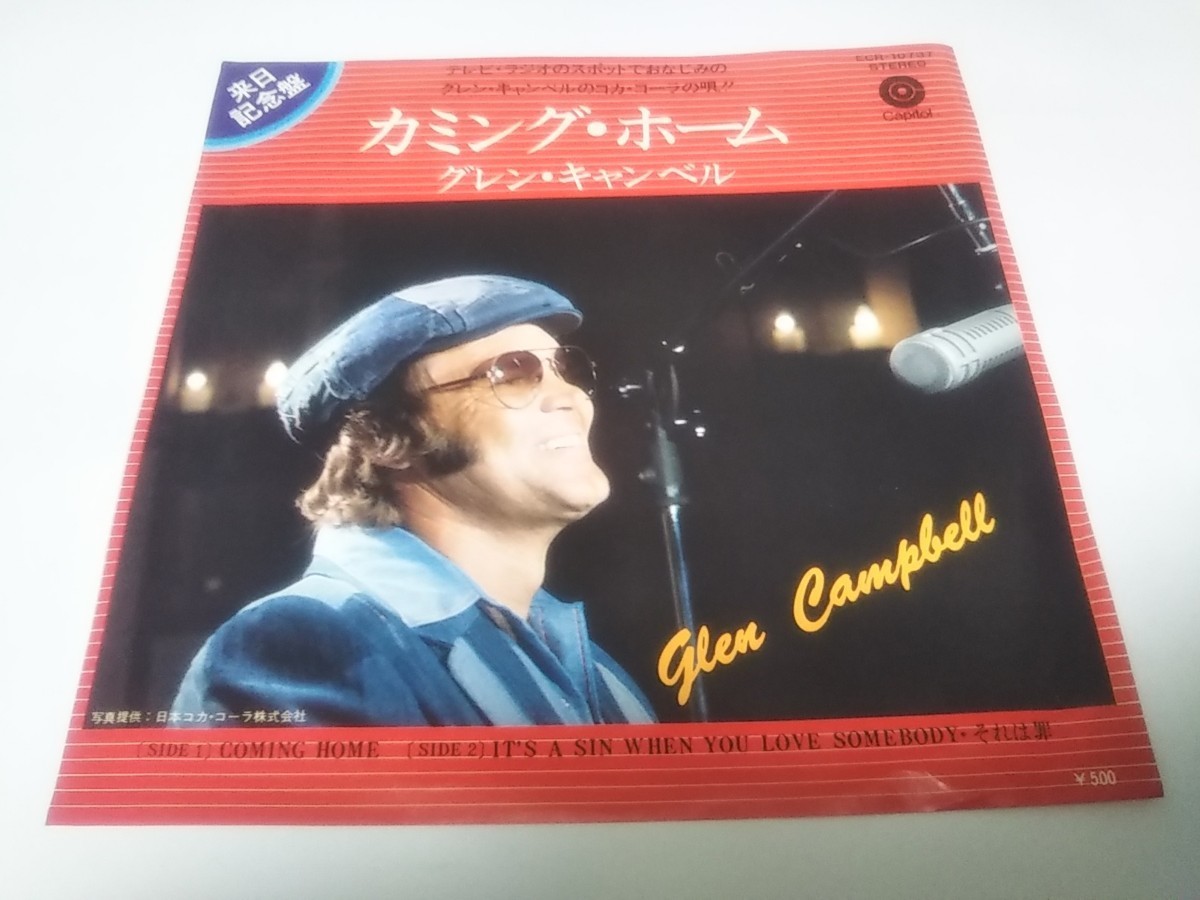 来日
記念盤
テレビ・ラジオのスポットでおなじみの
グレン・キャンベルのコカ・コーラの唄!!
カミング・ホーム
グレン・キャンベル
ECR-10737
STEREO
Capitol
Glen Campbell
写真提供:日本コカ・コーラ株式会社
(SIDE 1) COMING HOME (SIDE 2) IT'S A SIN WHEN YOU LOVE SOMEBODY・それは罪
¥500